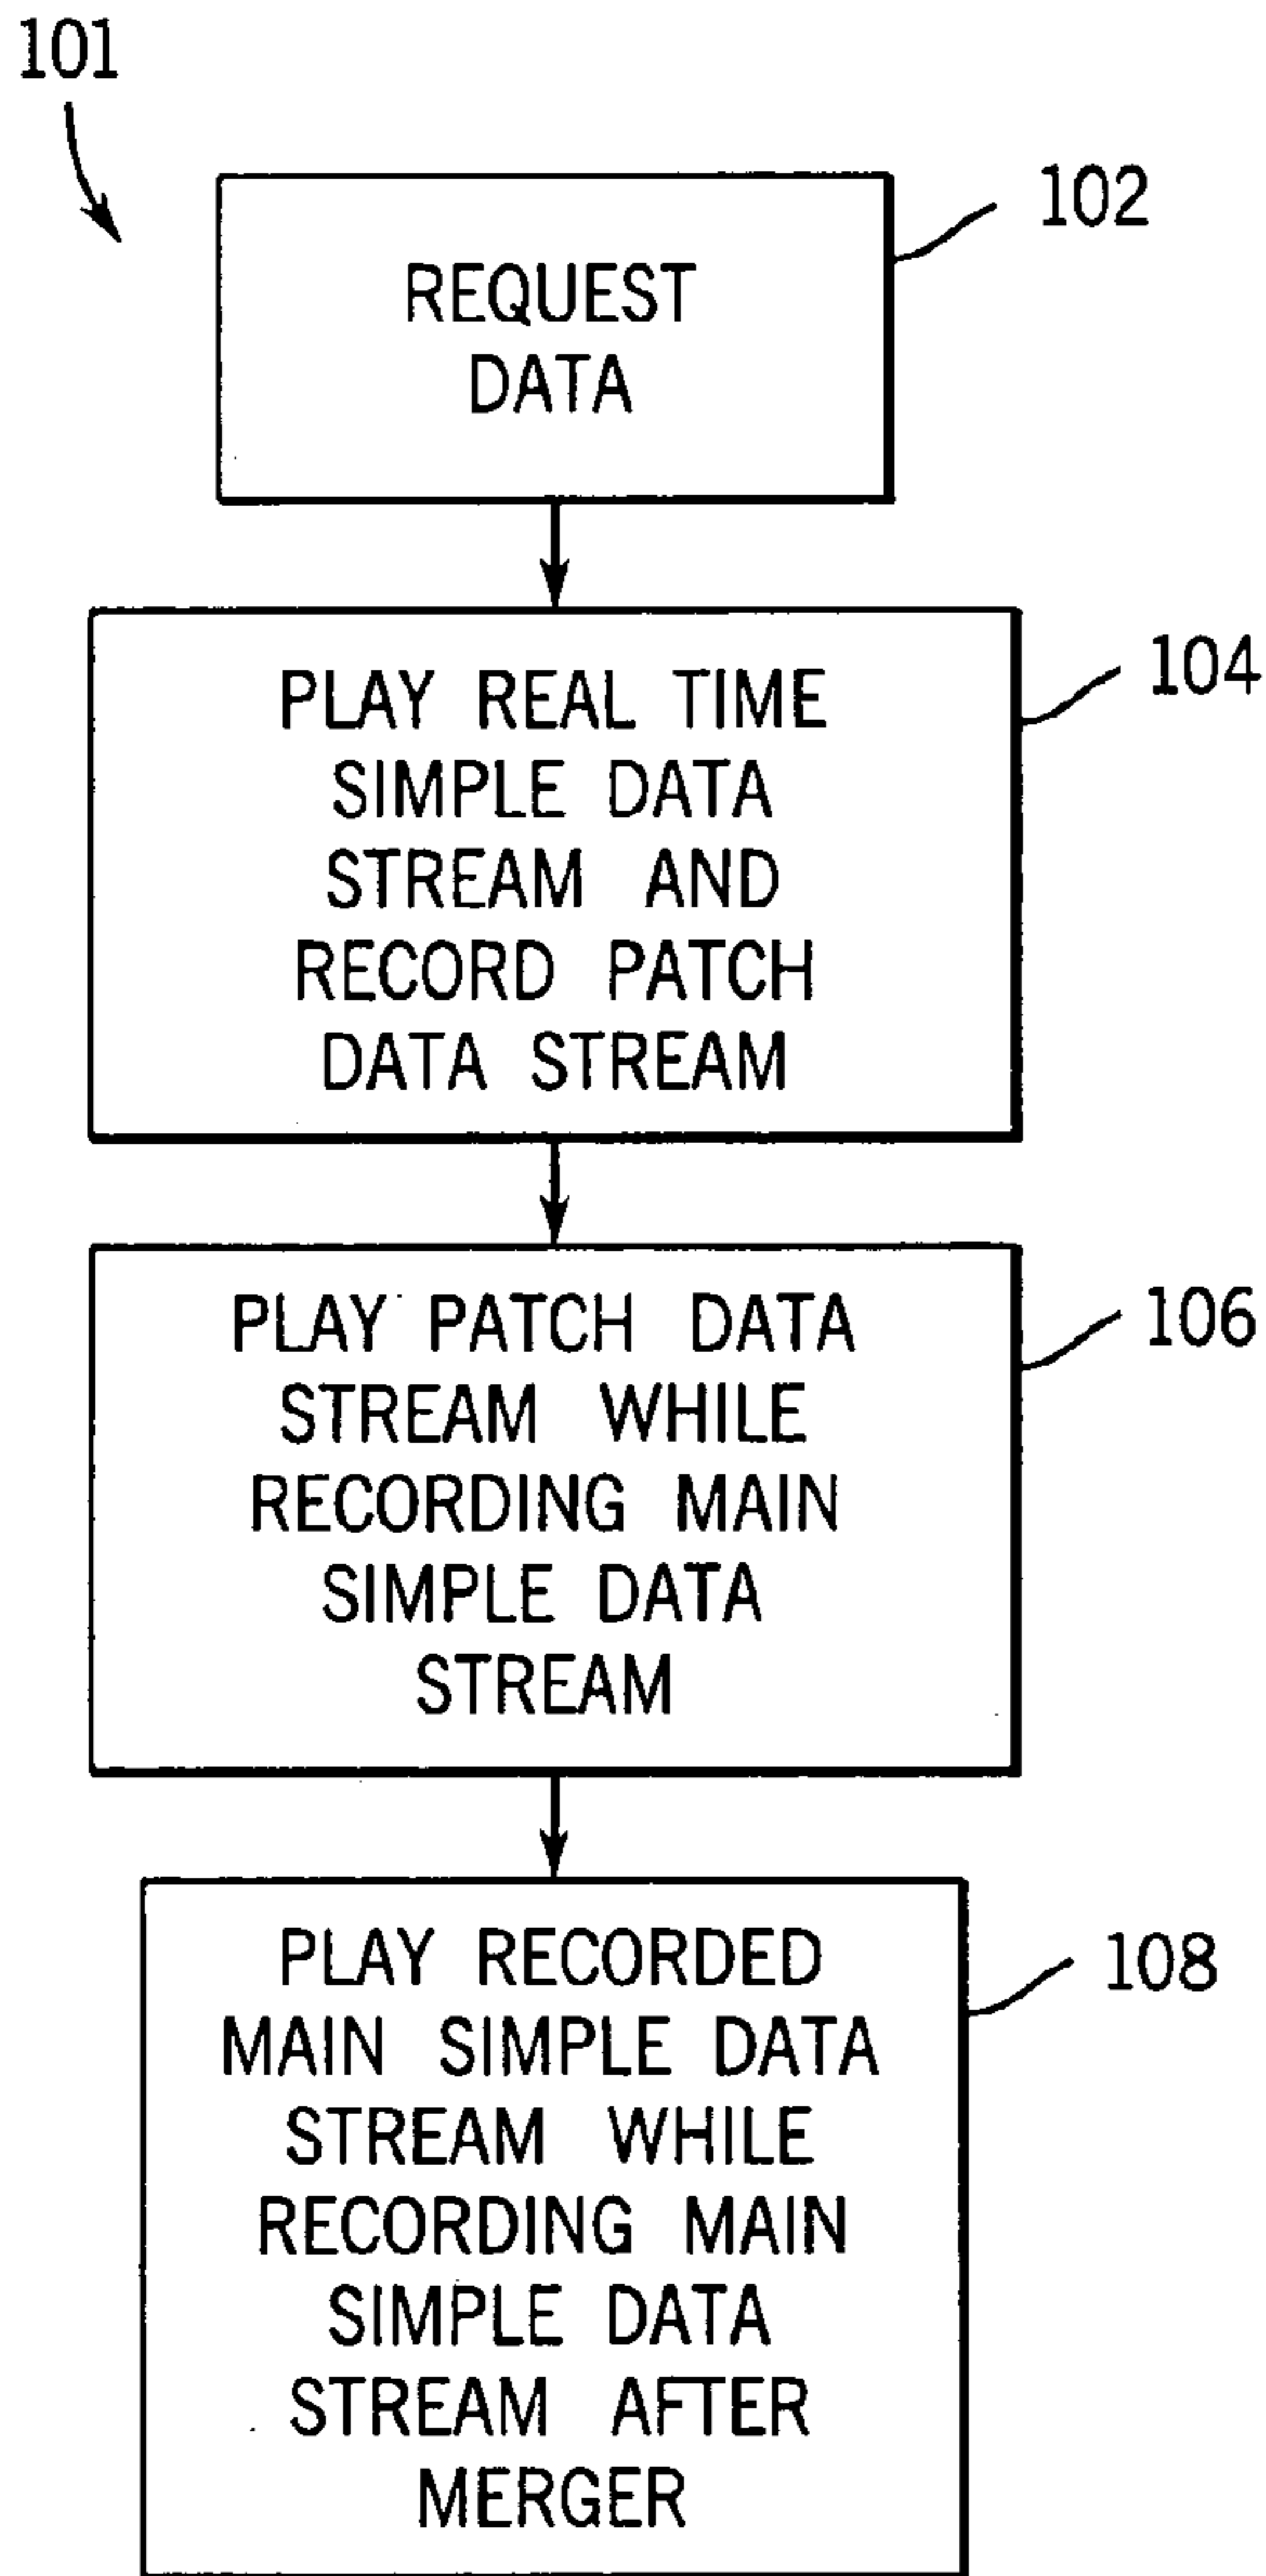 101
102
REQUEST
DATA
104
PLAY REAL TIME
SIMPLE DATA
STREAM AND
RECORD PATCH
DATA STREAM
106
PLAY PATCH DATA
STREAM WHILE
RECORDING MAIN
SIMPLE DATA
STREAM
108
PLAY RECORDED
MAIN SIMPLE DATA
STREAM WHILE
RECORDING MAIN
SIMPLE DATA
STREAM AFTER
MERGER